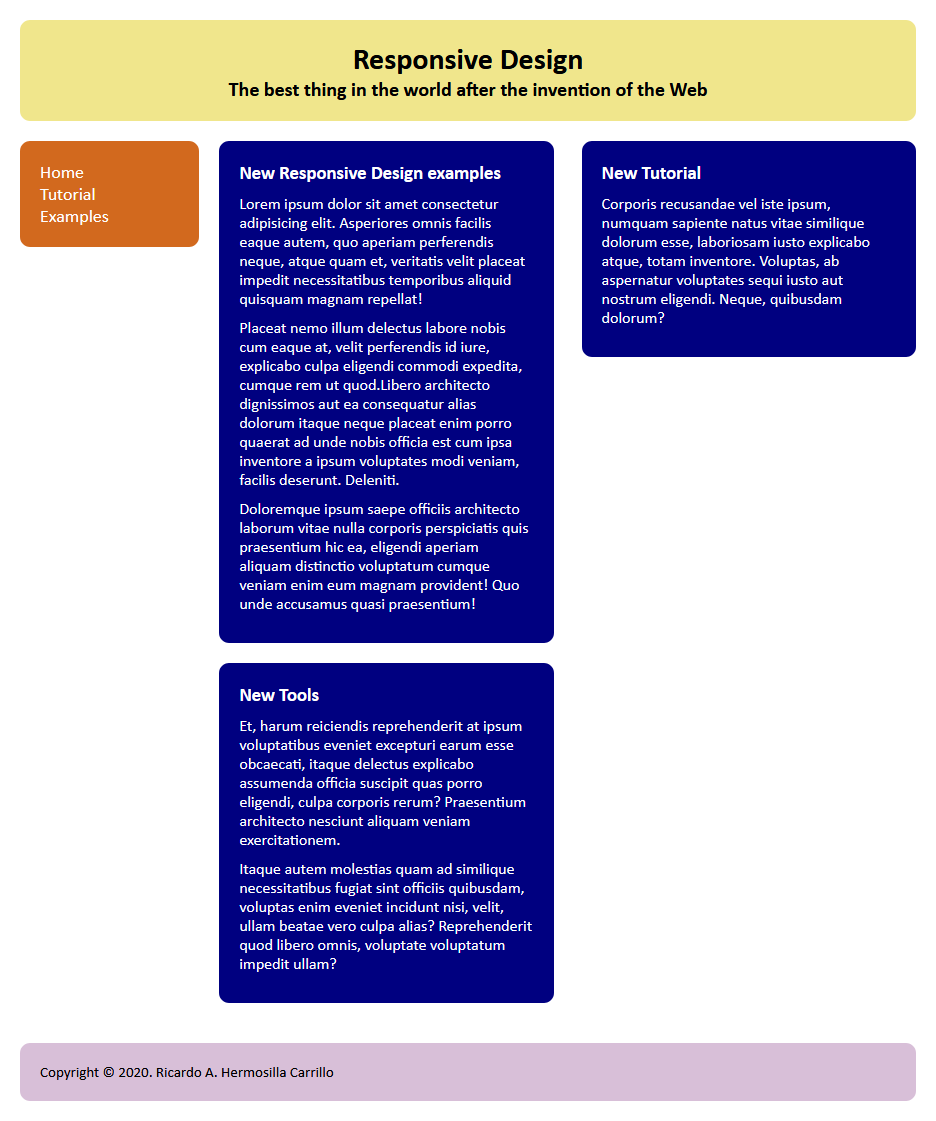 Responsive Design
The best thing in the world after the invention of the Web
Home
Tutorial
Examples
New Responsive Design examples
Lorem ipsum dolor sit amet consectetur
adipisicing elit. Asperiores omnis facilis
eaque autem, quo aperiam perferendis
neque, atque quam et, veritatis velit placeat
impedit necessitatibus temporibus aliquid
quisquam magnam repellat!
Placeat nemo illum delectus labore nobis
cum eaque at, velit perferendis id iure,
explicabo culpa eligendi commodi expedita,
cumque rem ut quod.Libero architecto
dignissimos aut ea consequatur alias
dolorum itaque neque placeat enim porro
quaerat ad unde nobis officia est cum ipsa
inventore a ipsum voluptates modi veniam,
facilis deserunt. Deleniti.
Doloremque ipsum saepe officiis architecto
laborum vitae nulla corporis perspiciatis quis
praesentium hic ea, eligendi aperiam
aliquam distinctio voluptatum cumque
veniam enim eum magnam provident! Quo
unde accusamus quasi praesentium!
New Tools
Et, harum reiciendis reprehenderit at ipsum
voluptatibus eveniet excepturi earum esse
obcaecati, itaque delectus explicabo
assumenda officia suscipit quas porro
eligendi, culpa corporis rerum? Praesentium
architecto nesciunt aliquam veniam
exercitationem.
Itaque autem molestias quam ad similique
necessitatibus fugiat sint officiis quibusdam,
voluptas enim eveniet incidunt nisi, velit,
ullam beatae vero culpa alias? Reprehenderit
quod libero omnis, voluptate voluptatum
impedit ullam?
New Tutorial
Corporis recusandae vel iste ipsum,
numquam sapiente natus vitae similique
dolorum esse, laboriosam iusto explicabo
atque, totam inventore. Voluptas, ab
aspernatur voluptates sequi iusto aut
nostrum eligendi. Neque, quibusdam
dolorum?
Copyright © 2020. Ricardo A. Hermosilla Carrillo